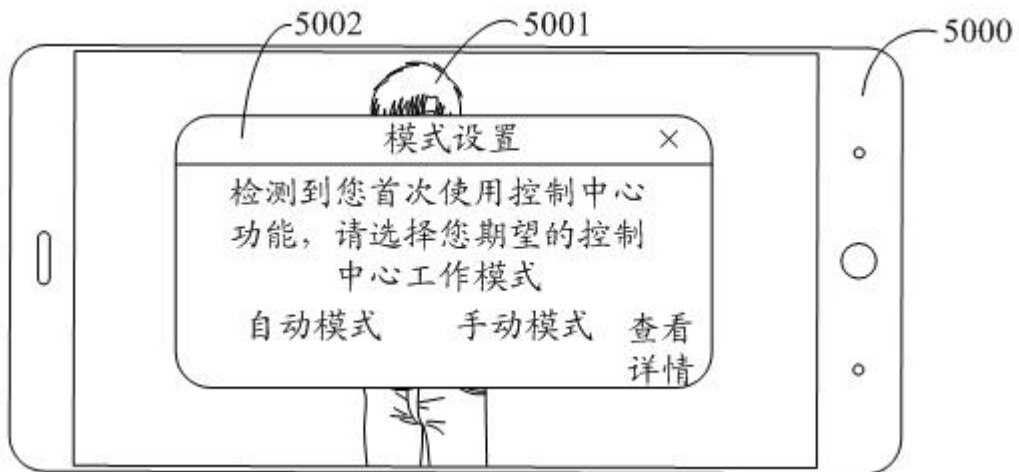 5002
5001
5000
模式设置 ×
检测到您首次使用控制中心
功能，请选择您期望的控制
中心工作模式
自动模式 手动模式 查看
详情